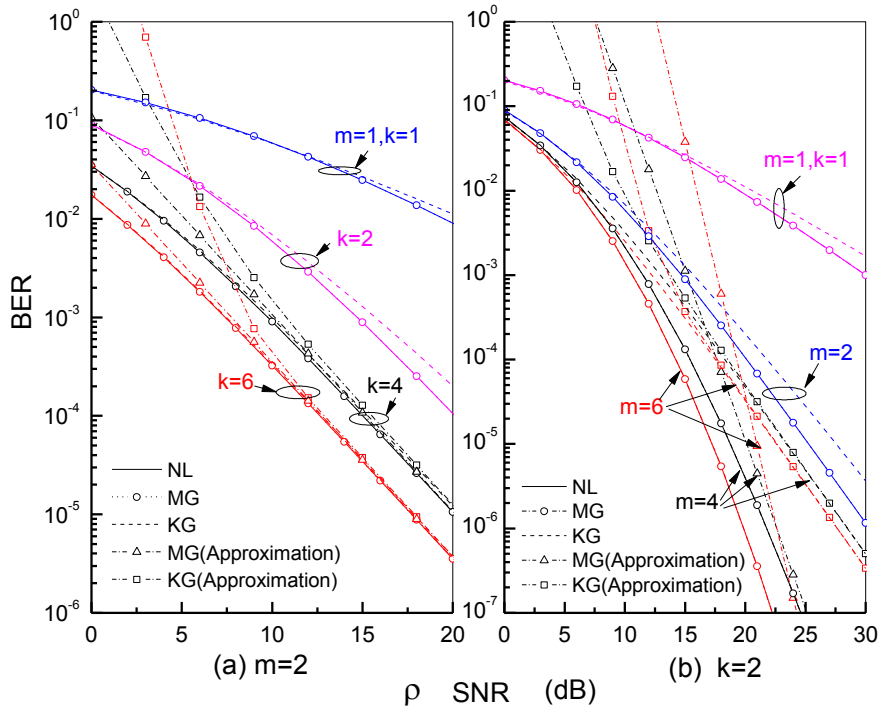 10^0
10^-1
10^-2
10^-3
10^-4
10^-5
10^-6
BER
m=1,k=1
k=2
k=6
k=4
NL
MG
KG
MG(Approximation)
KG(Approximation)
0 5 10 15 20
(a) m=2
10^0
10^-1
10^-2
10^-3
10^-4
10^-5
10^-6
10^-7
m=1,k=1
m=2
m=6
m=4
NL
MG
KG
MG(Approximation)
KG(Approximation)
0 5 10 15 20 25 30
(b) k=2
ρ SNR (dB)